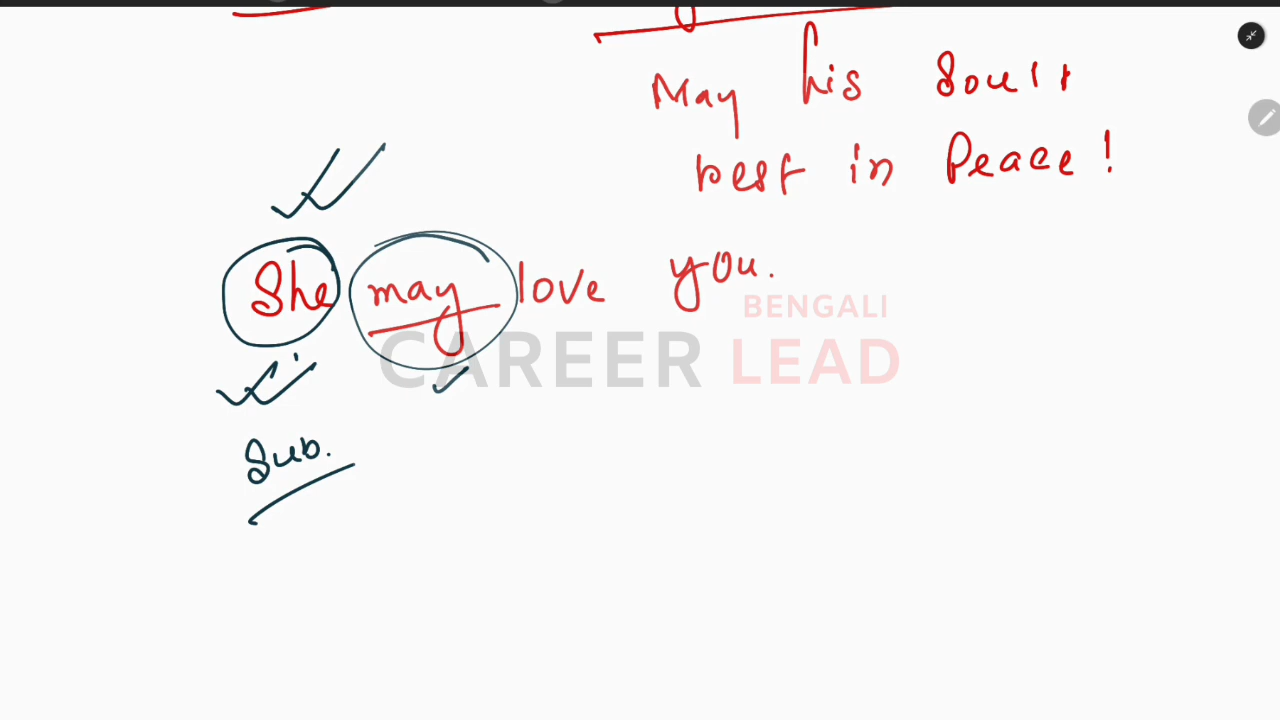 May his soul
rest in Peace!
She may love you.
BENGALI
CAREER LEAD
Sub.